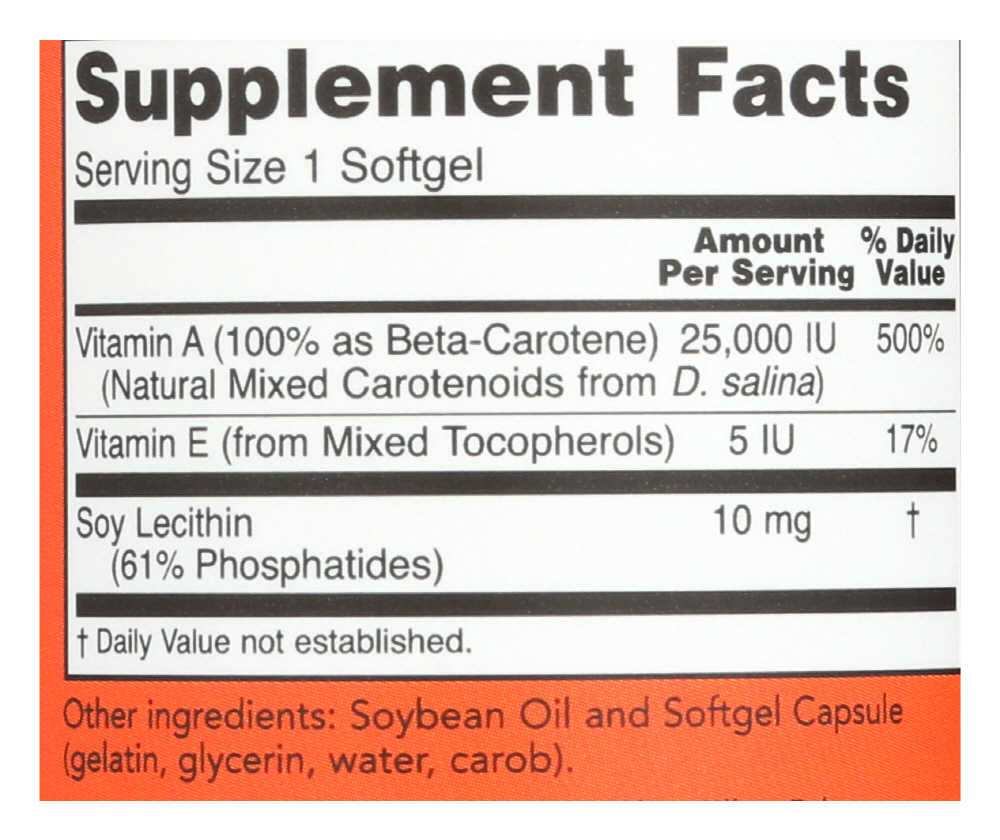 Supplement Facts
Serving Size 1 Softgel
Amount Per Serving % Daily Value
Vitamin A (100% as Beta-Carotene) 25,000 IU 500%
(Natural Mixed Carotenoids from D. salina)
Vitamin E (from Mixed Tocopherols) 5 IU 17%
Soy Lecithin 10 mg †
(61% Phosphatides)
† Daily Value not established.
Other ingredients: Soybean Oil and Softgel Capsule
(gelatin, glycerin, water, carob).